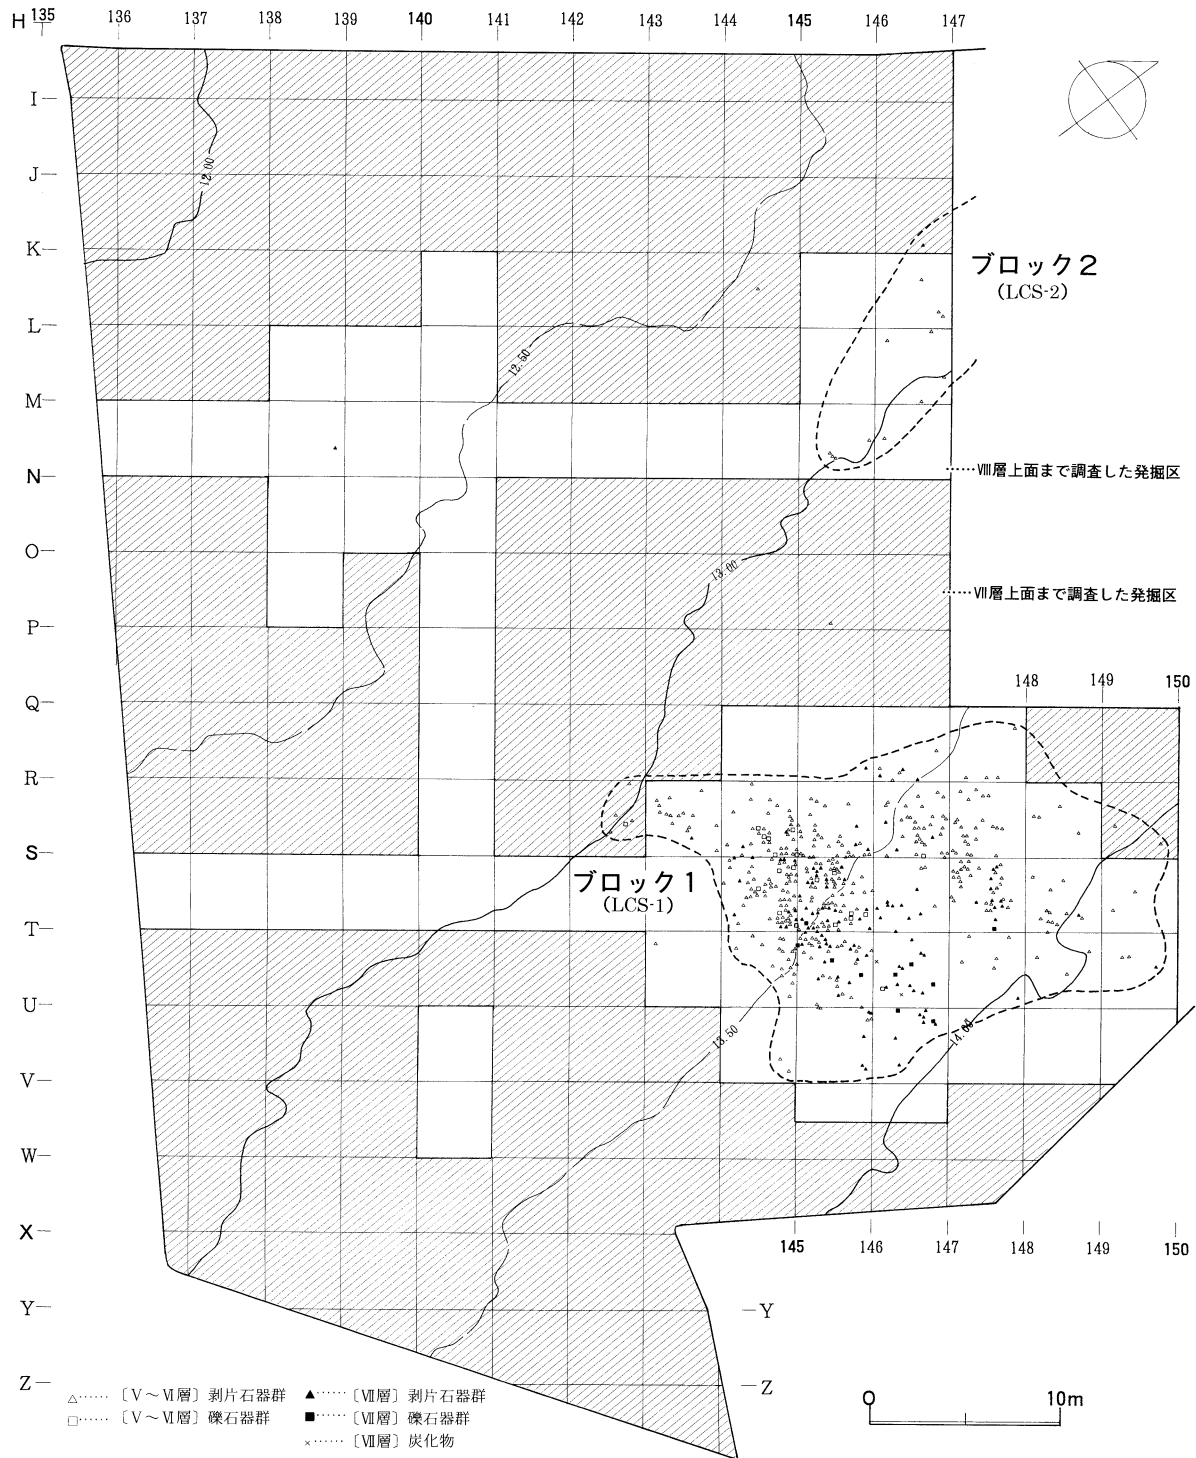 H 135 136 137 138 139 140 141 142 143 144 145 146 147
I
J
12.00
K
ブロック2
(LCS-2)
L
12.50
M
N
Ⅷ層上面まで調査した発掘区
O
13.00
Ⅶ層上面まで調査した発掘区
P
148 149 150
Q
R
S
ブロック1
(LCS-1)
T
U
13.50
14.00
V
W
X
145 146 147 148 149 150
Y
Y
Z
Z
△‥‥‥〔Ⅴ～Ⅵ層〕剥片石器群
□‥‥‥〔Ⅴ～Ⅵ層〕礫石器群
▲‥‥‥〔Ⅶ層〕剥片石器群
■‥‥‥〔Ⅶ層〕礫石器群
×‥‥‥〔Ⅶ層〕炭化物
0 10m